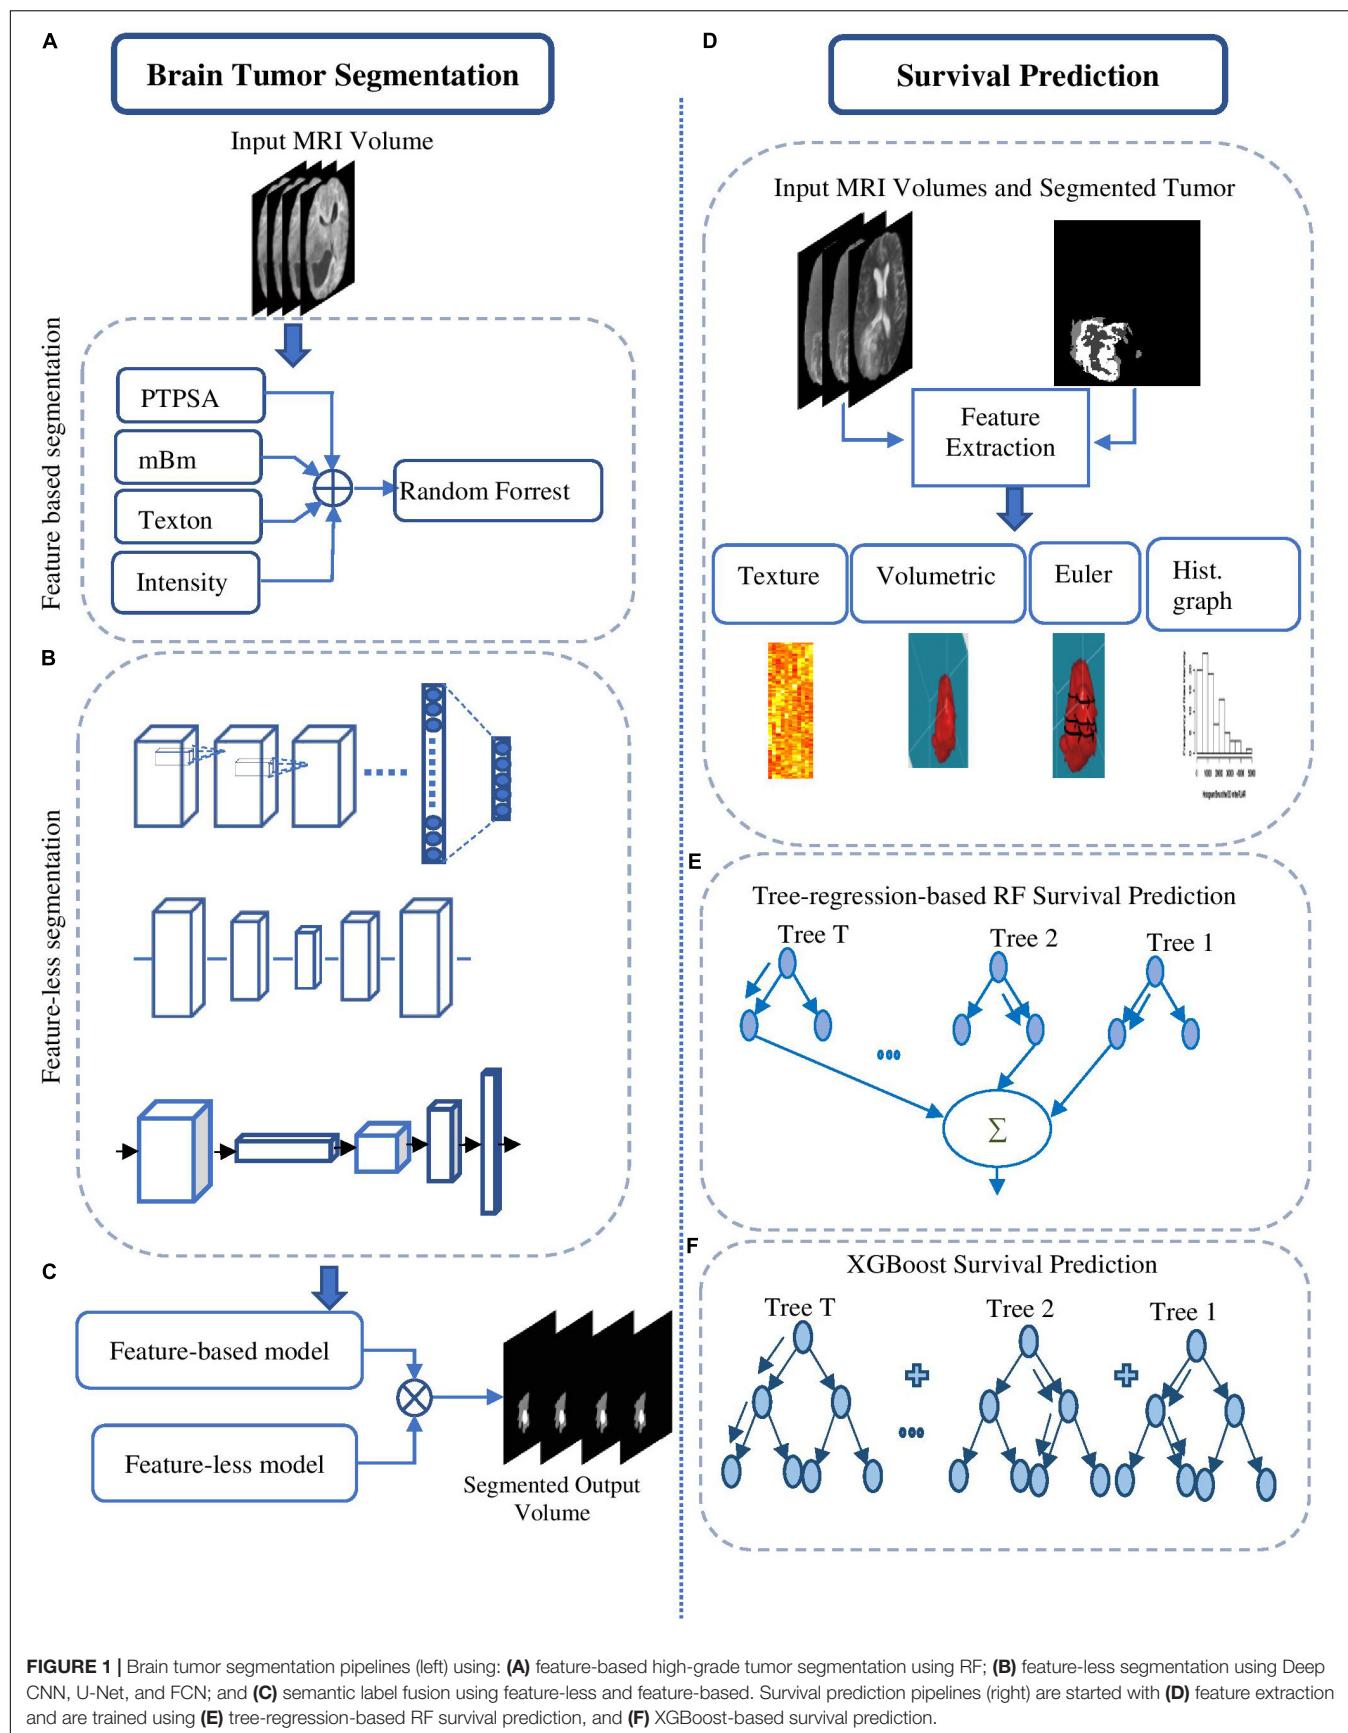 A
Brain Tumor Segmentation
Input MRI Volume
Feature based segmentation
PTPSA
mBm
Texton
Intensity
Random Forrest
B
Feature-less segmentation
C
Feature-based model
Feature-less model
Segmented Output
Volume
D
Survival Prediction
Input MRI Volumes and Segmented Tumor
Feature
Extraction
Texture
Volumetric
Euler
Hist.
graph
0 1000 2000 3000 4000 5000
E
Tree-regression-based RF Survival Prediction
Tree T
Tree 2
Tree 1
∑
F
XGBoost Survival Prediction
Tree T
Tree 2
Tree 1
FIGURE 1 | Brain tumor segmentation pipelines (left) using: (A) feature-based high-grade tumor segmentation using RF; (B) feature-less segmentation using Deep
CNN, U-Net, and FCN; and (C) semantic label fusion using feature-less and feature-based. Survival prediction pipelines (right) are started with (D) feature extraction
and are trained using (E) tree-regression-based RF survival prediction, and (F) XGBoost-based survival prediction.